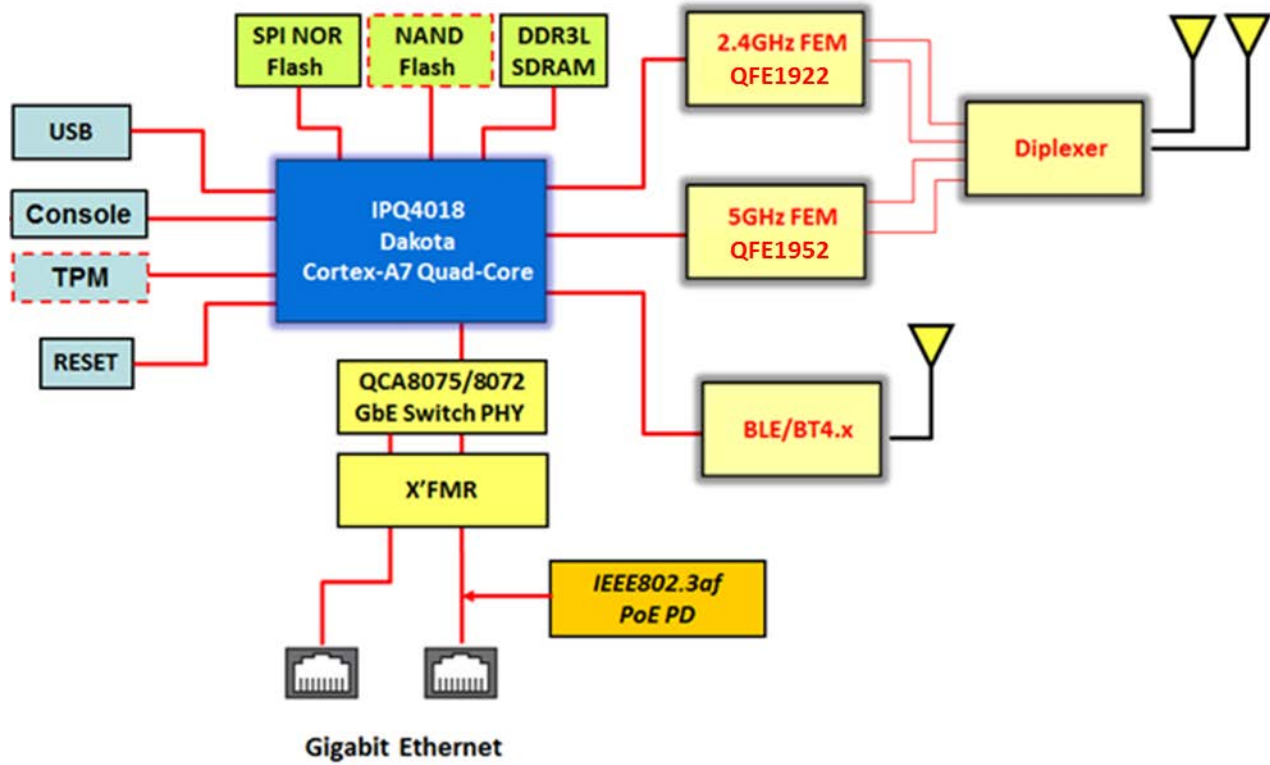 SPI NOR
Flash
NAND
Flash
DDR3L
SDRAM
2.4GHz FEM
QFE1922
USB
Diplexer
Console
IPQ4018
Dakota
Cortex-A7 Quad-Core
5GHz FEM
QFE1952
TPM
RESET
QCA8075/8072
GbE Switch PHY
BLE/BT4.x
X'FMR
IEEE802.3af
PoE PD
Gigabit Ethernet